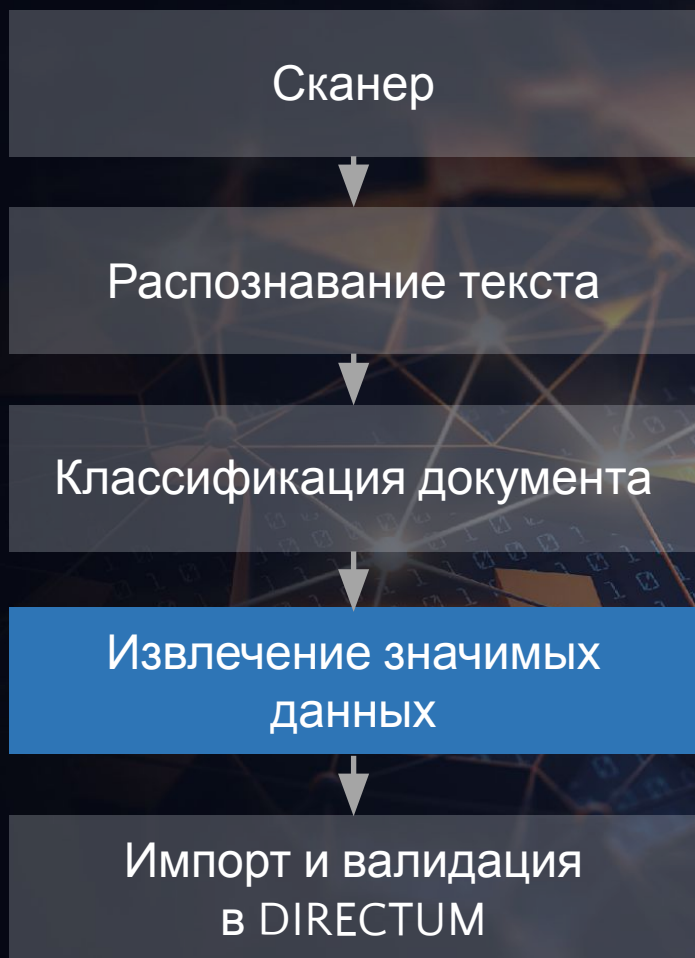 Сканер
Распознавание текста
Классификация документа
Извлечение значимых
данных
Импорт и валидация
в DIRECTUM